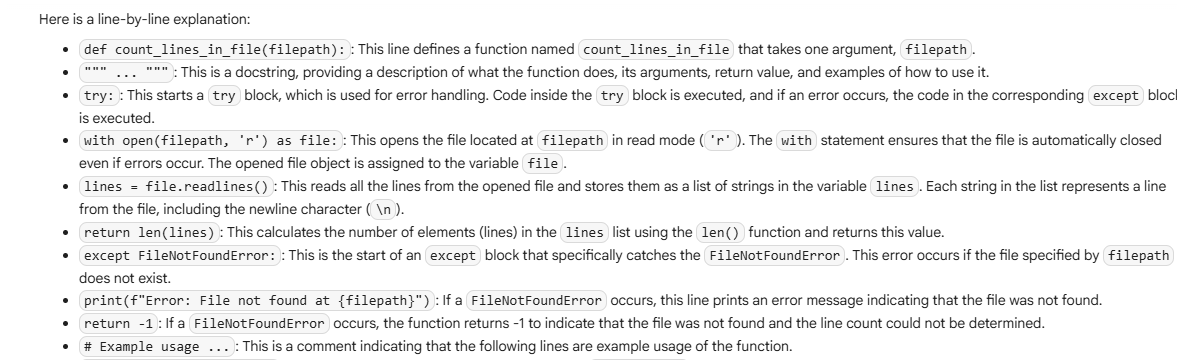 Here is a line-by-line explanation:
• def count_lines_in_file(filepath): : This line defines a function named count_lines_in_file that takes one argument, filepath .
• """ ... """ : This is a docstring, providing a description of what the function does, its arguments, return value, and examples of how to use it.
• try: : This starts a try block, which is used for error handling. Code inside the try block is executed, and if an error occurs, the code in the corresponding except block
is executed.
• with open(filepath, 'r') as file: : This opens the file located at filepath in read mode ( 'r' ). The with statement ensures that the file is automatically closed
even if errors occur. The opened file object is assigned to the variable file .
• lines = file.readlines() : This reads all the lines from the opened file and stores them as a list of strings in the variable lines . Each string in the list represents a line
from the file, including the newline character ( \n ).
• return len(lines) : This calculates the number of elements (lines) in the lines list using the len() function and returns this value.
• except FileNotFoundError: : This is the start of an except block that specifically catches the FileNotFoundError . This error occurs if the file specified by filepath
does not exist.
• print(f"Error: File not found at {filepath}") : If a FileNotFoundError occurs, this line prints an error message indicating that the file was not found.
• return -1 : If a FileNotFoundError occurs, the function returns -1 to indicate that the file was not found and the line count could not be determined.
• # Example usage ... : This is a comment indicating that the following lines are example usage of the function.